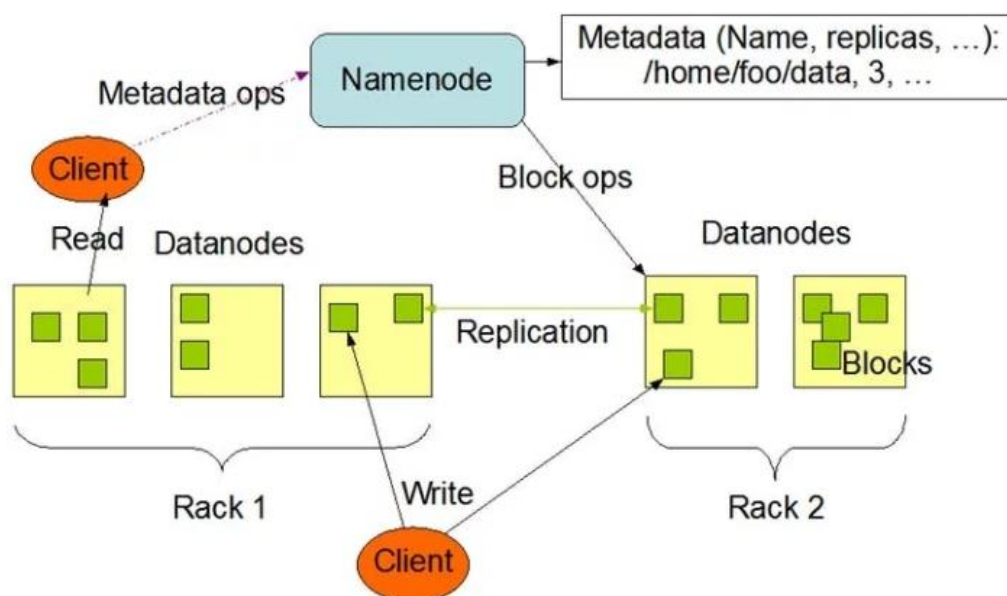 Metadata (Name, replicas, …):
/home/foo/data, 3, …
Namenode
Metadata ops
Client
Block ops
Read
Datanodes
Datanodes
Replication
Blocks
Rack 1
Write
Rack 2
Client